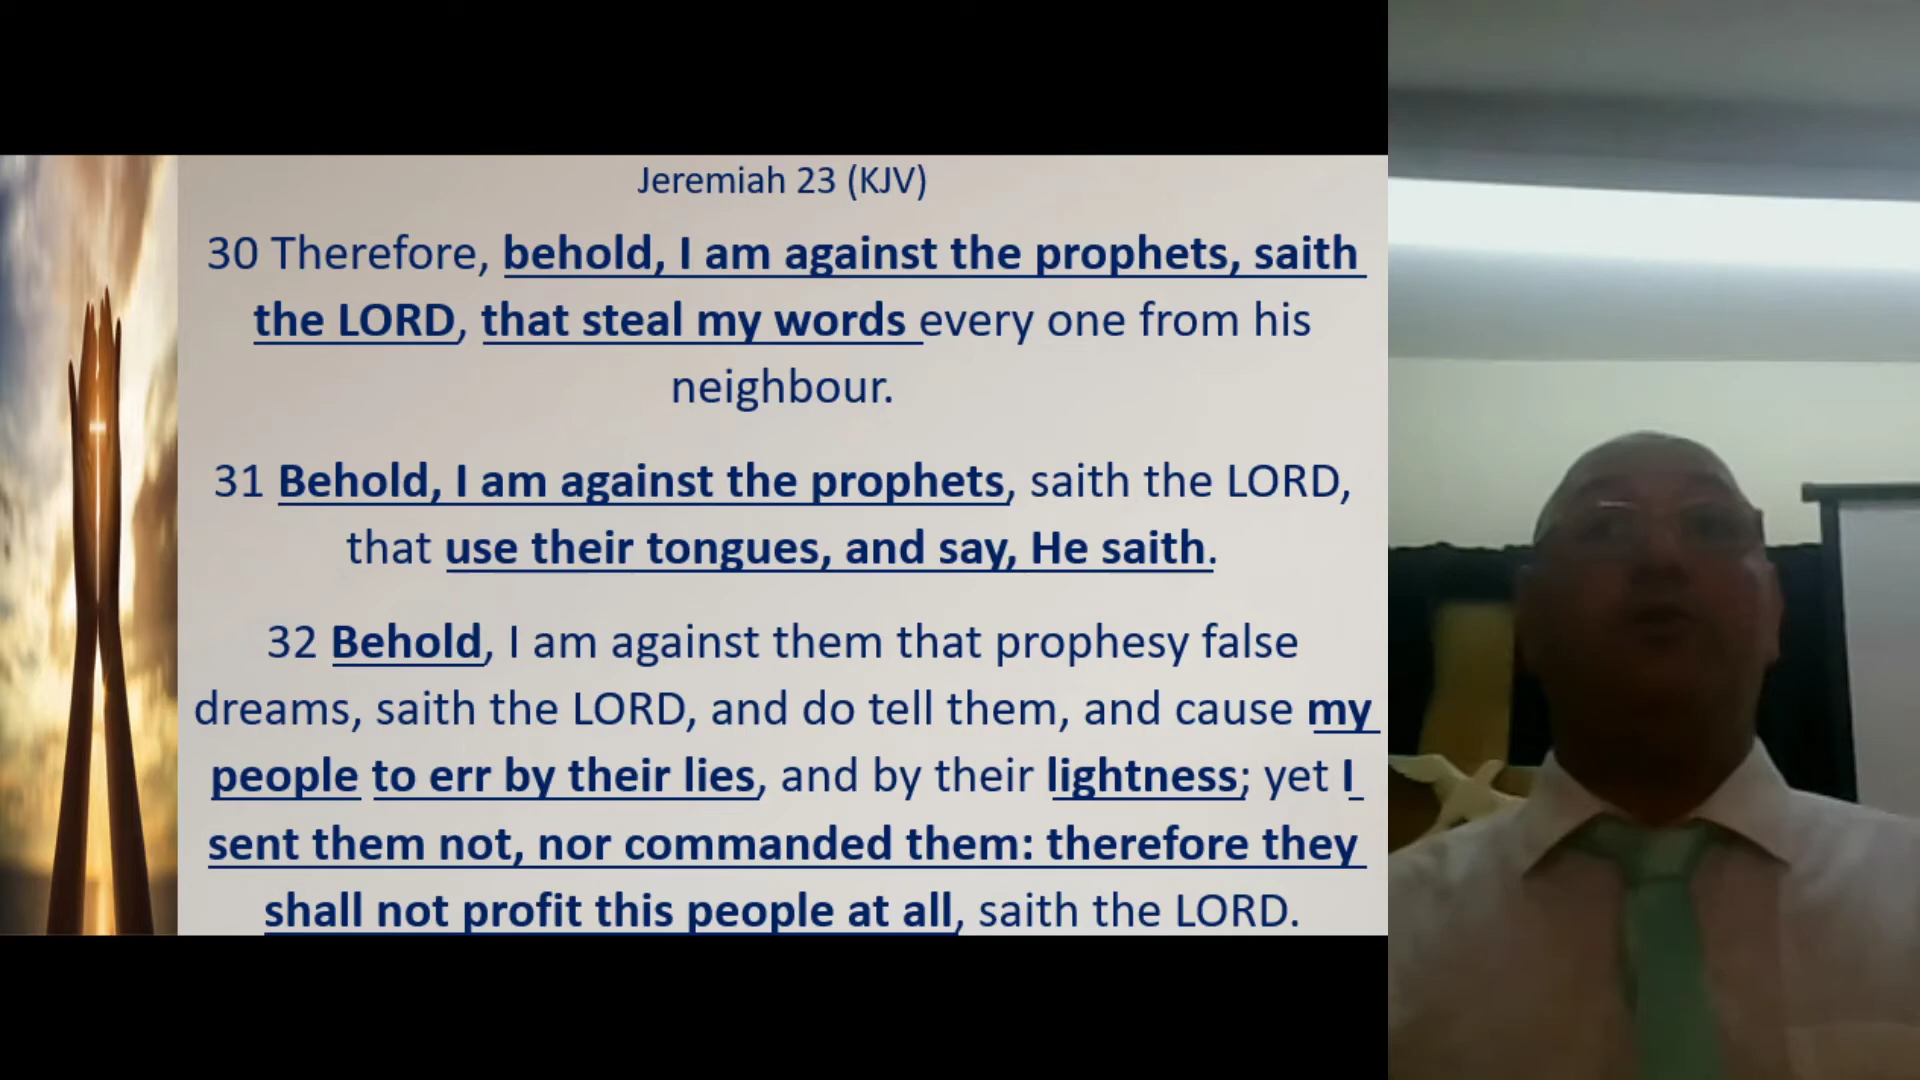 Jeremiah 23 (KJV)
30 Therefore, behold, I am against the prophets, saith
the LORD, that steal my words every one from his
neighbour.
31 Behold, I am against the prophets, saith the LORD,
that use their tongues, and say, He saith.
32 Behold, I am against them that prophesy false
dreams, saith the LORD, and do tell them, and cause my
people to err by their lies, and by their lightness; yet I
sent them not, nor commanded them: therefore they
shall not profit this people at all, saith the LORD.